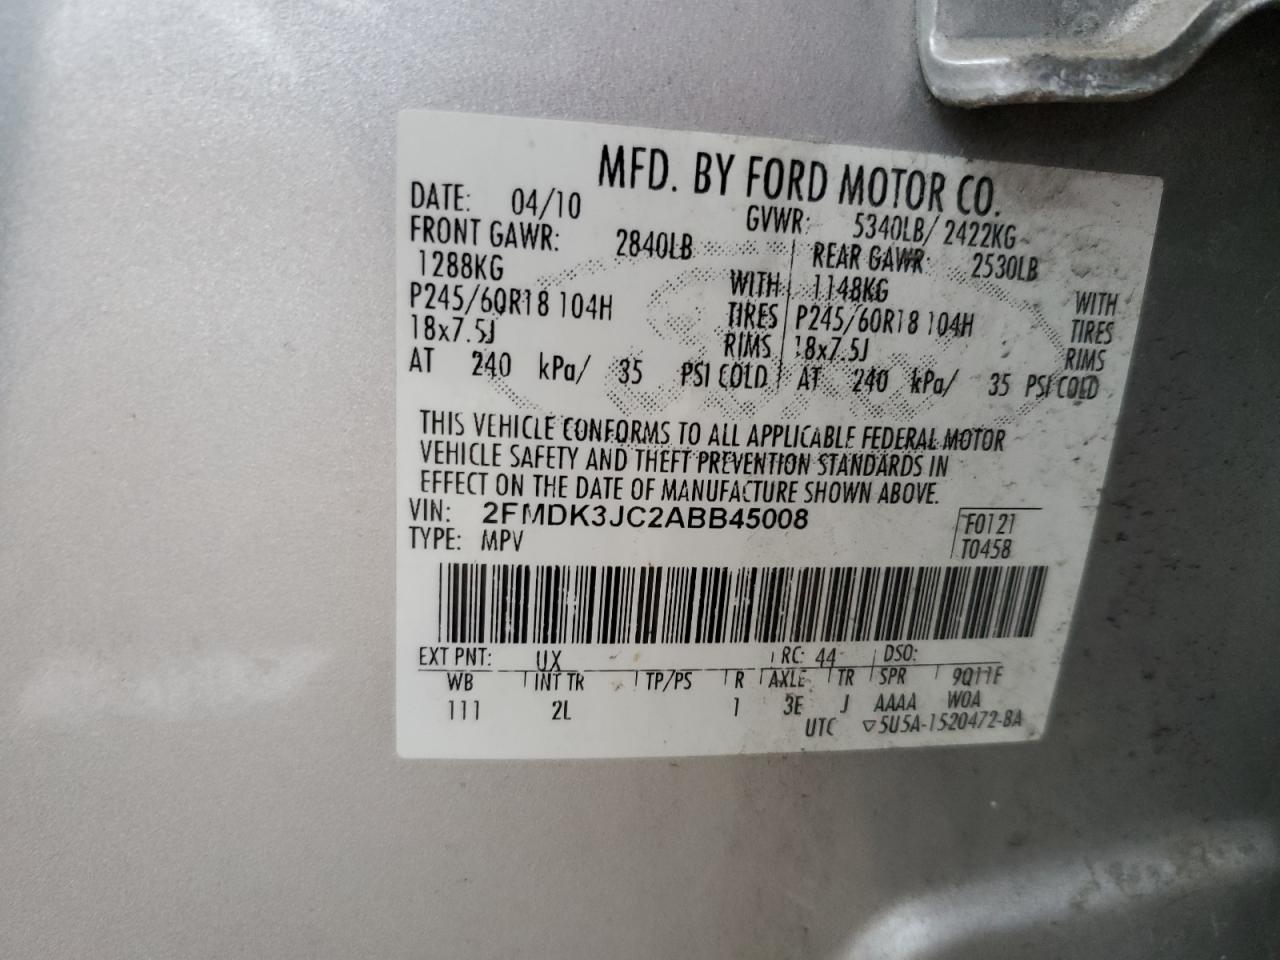 MFD. BY FORD MOTOR CO.
DATE: 04/10 GVWR: 5340LB/ 2422KG
FRONT GAWR: 2840LB REAR GAWR: 2530LB
1288KG WITH 1148KG WITH
P245/60R18 104H TIRES P245/60R18 104H TIRES
18x7.5J RIMS 18x7.5J RIMS
AT 240 kPa/ 35 PSI COLD AT 240 kPa/ 35 PSI COLD
THIS VEHICLE CONFORMS TO ALL APPLICABLE FEDERAL MOTOR
VEHICLE SAFETY AND THEFT PREVENTION STANDARDS IN
EFFECT ON THE DATE OF MANUFACTURE SHOWN ABOVE.
VIN: 2FMDK3JC2ABB45008 F0121
TYPE: MPV T0458
EXT PNT: UX RC: 44 DSO:
WB INT TR TP/PS R AXLE TR SPR 9Q11F
111 2L 1 3E J AAAA W0A
UTC ▽5U5A-1520472-BA